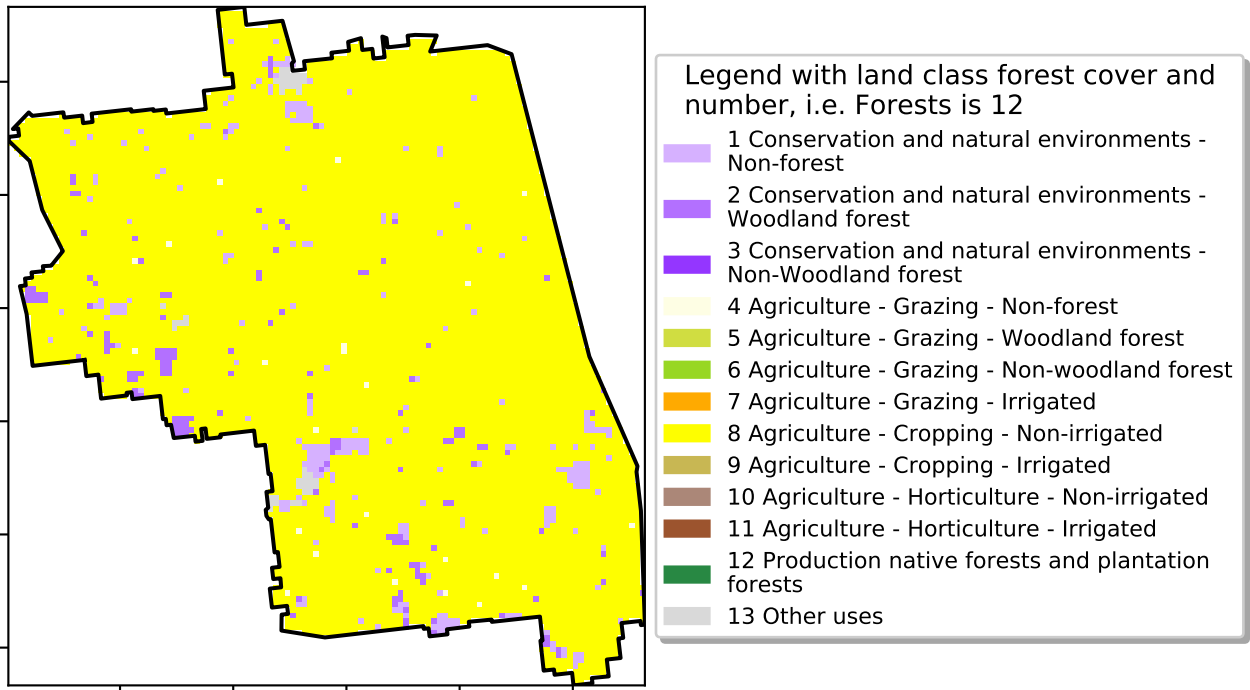 Legend with land class forest cover and
number, i.e. Forests is 12
1 Conservation and natural environments -
Non-forest
2 Conservation and natural environments -
Woodland forest
3 Conservation and natural environments -
Non-Woodland forest
4 Agriculture - Grazing - Non-forest
5 Agriculture - Grazing - Woodland forest
6 Agriculture - Grazing - Non-woodland forest
7 Agriculture - Grazing - Irrigated
8 Agriculture - Cropping - Non-irrigated
9 Agriculture - Cropping - Irrigated
10 Agriculture - Horticulture - Non-irrigated
11 Agriculture - Horticulture - Irrigated
12 Production native forests and plantation
forests
13 Other uses